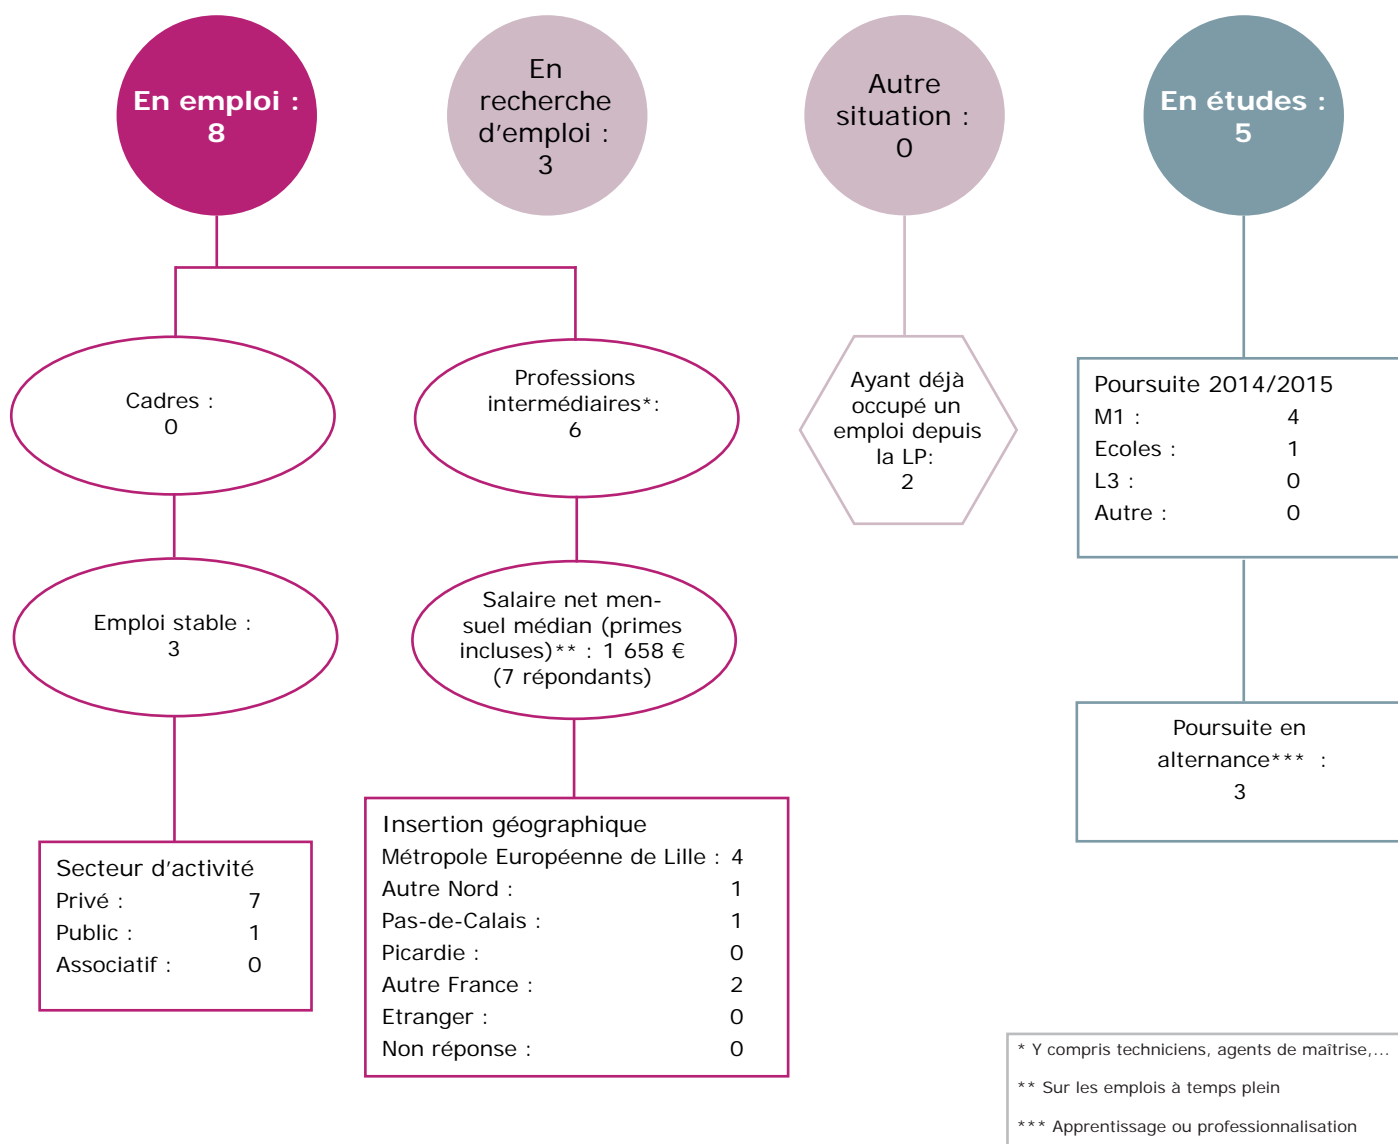 En emploi :
8
En
recherche
d'emploi :
3
Autre
situation :
0
En études :
5
Cadres :
0
Professions
intermédiaires*:
6
Ayant déjà
occupé un
emploi depuis
la LP:
2
Poursuite 2014/2015
M1 : 4
Ecoles : 1
L3 : 0
Autre : 0
Emploi stable :
3
Salaire net men-
suel médian (primes
incluses)** : 1 658 €
(7 répondants)
Poursuite en
alternance*** :
3
Secteur d'activité
Privé : 7
Public : 1
Associatif : 0
Insertion géographique
Métropole Européenne de Lille : 4
Autre Nord : 1
Pas-de-Calais : 1
Picardie : 0
Autre France : 2
Etranger : 0
Non réponse : 0
* Y compris techniciens, agents de maîtrise,...
** Sur les emplois à temps plein
*** Apprentissage ou professionnalisation